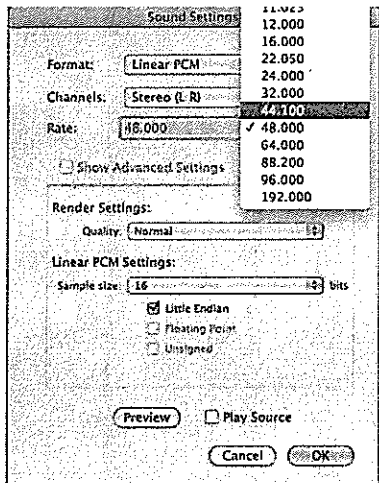 Sound Settings
11.025
12.000
16.000
22.050
24.000
32.000
44.100
✓ 48.000
64.000
88.200
96.000
192.000
Format: Linear PCM
Channels: Stereo (L R)
Rate: 48.000
Show Advanced Settings
Render Settings:
Quality: Normal
Linear PCM Settings:
Sample size: 16 bits
Little Endian
Floating Point
Unsigned
Preview Play Source
Cancel OK